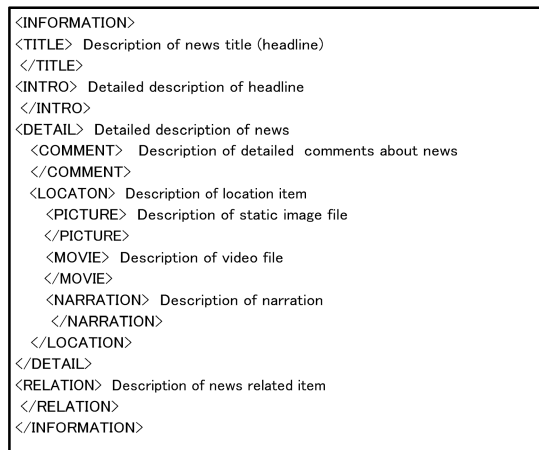 <INFORMATION>
<TITLE> Description of news title (headline)
</TITLE>
<INTRO> Detailed description of headline
</INTRO>
<DETAIL> Detailed description of news
<COMMENT> Description of detailed comments about news
</COMMENT>
<LOCATON> Description of location item
<PICTURE> Description of static image file
</PICTURE>
<MOVIE> Description of video file
</MOVIE>
<NARRATION> Description of narration
</NARRATION>
</LOCATION>
</DETAIL>
<RELATION> Description of news related item
</RELATION>
</INFORMATION>